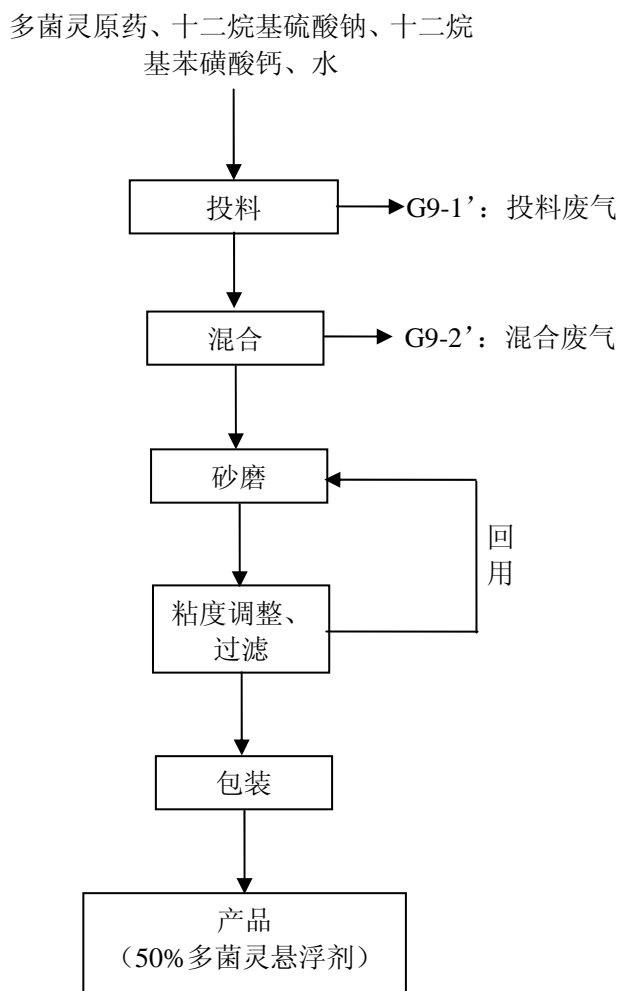 多菌灵原药、十二烷基硫酸钠、十二烷
基苯磺酸钙、水
投料
G9-1’：投料废气
混合
G9-2’：混合废气
砂磨
回
用
粘度调整、
过滤
包装
产品
（50%多菌灵悬浮剂）